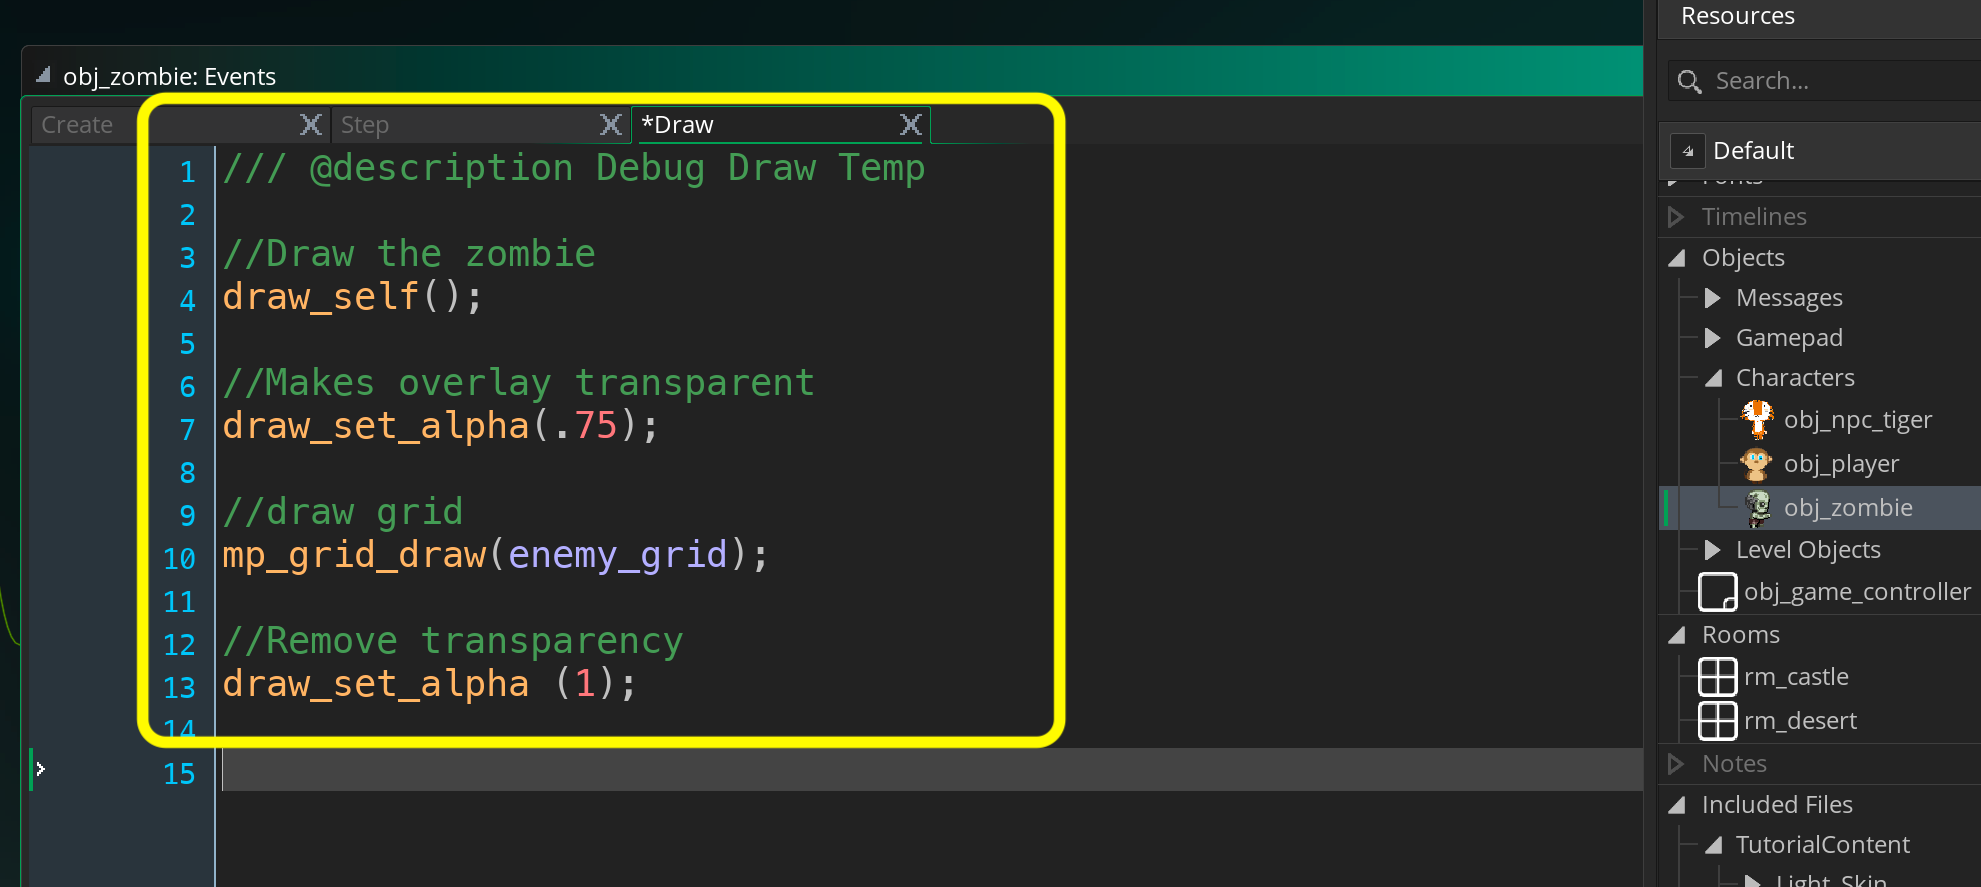 obj_zombie: Events
Create
Step
*Draw
1 /// @description Debug Draw Temp
2
3 //Draw the zombie
4 draw_self();
5
6 //Makes overlay transparent
7 draw_set_alpha(.75);
8
9 //draw grid
10 mp_grid_draw(enemy_grid);
11
12 //Remove transparency
13 draw_set_alpha (1);
14
15
Resources
Search...
Default
Fonts
Timelines
Objects
Messages
Gamepad
Characters
obj_npc_tiger
obj_player
obj_zombie
Level Objects
obj_game_controller
Rooms
rm_castle
rm_desert
Notes
Included Files
TutorialContent
Light_Skin